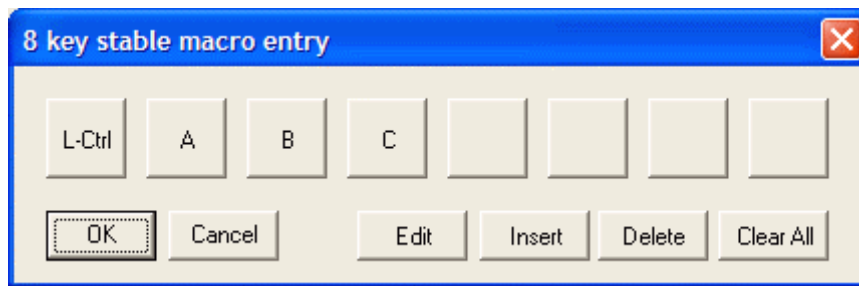 8 key stable macro entry
L-Ctrl A B C
OK Cancel Edit Insert Delete Clear All